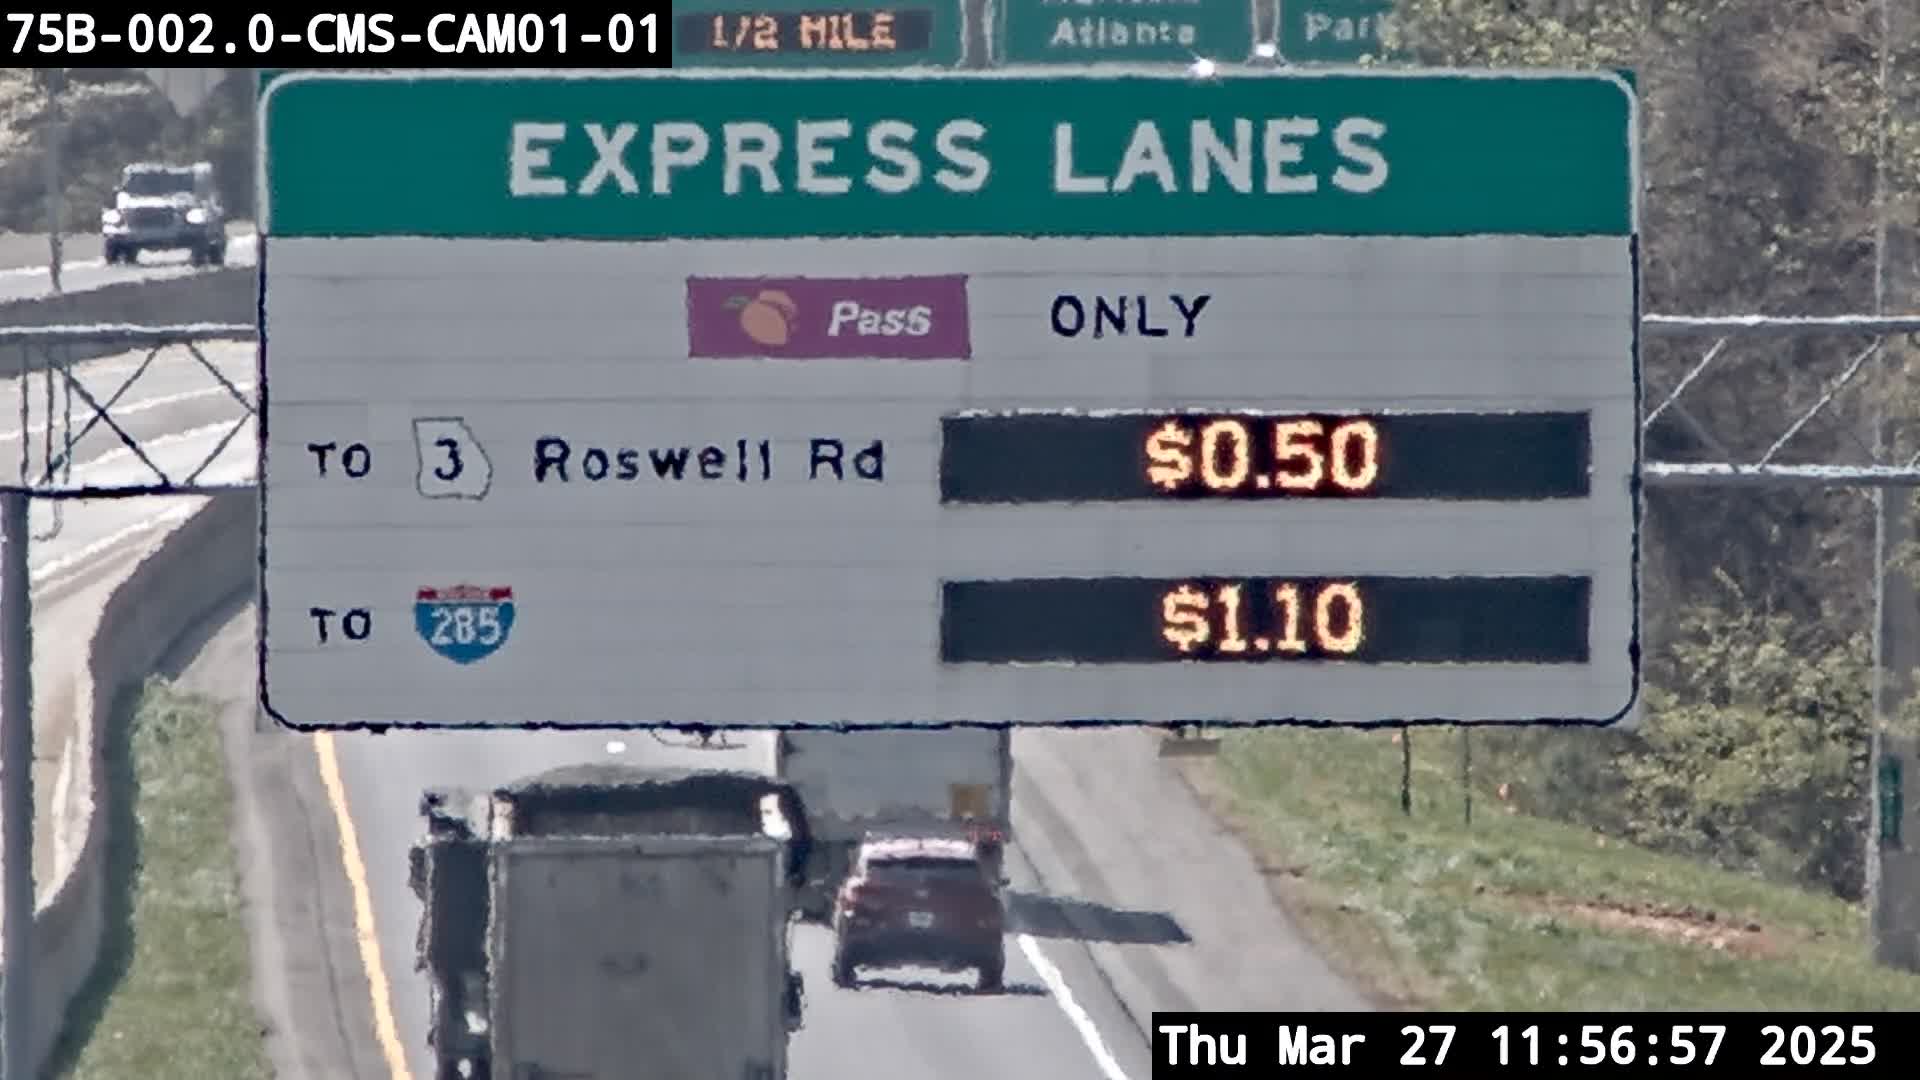 75B-002.0-CMS-CAM01-01
1/2 MILE
Atlanta
EXPRESS LANES
Pass ONLY
TO 3 Roswell Rd $0.50
TO 285 $1.10
Thu Mar 27 11:56:57 2025